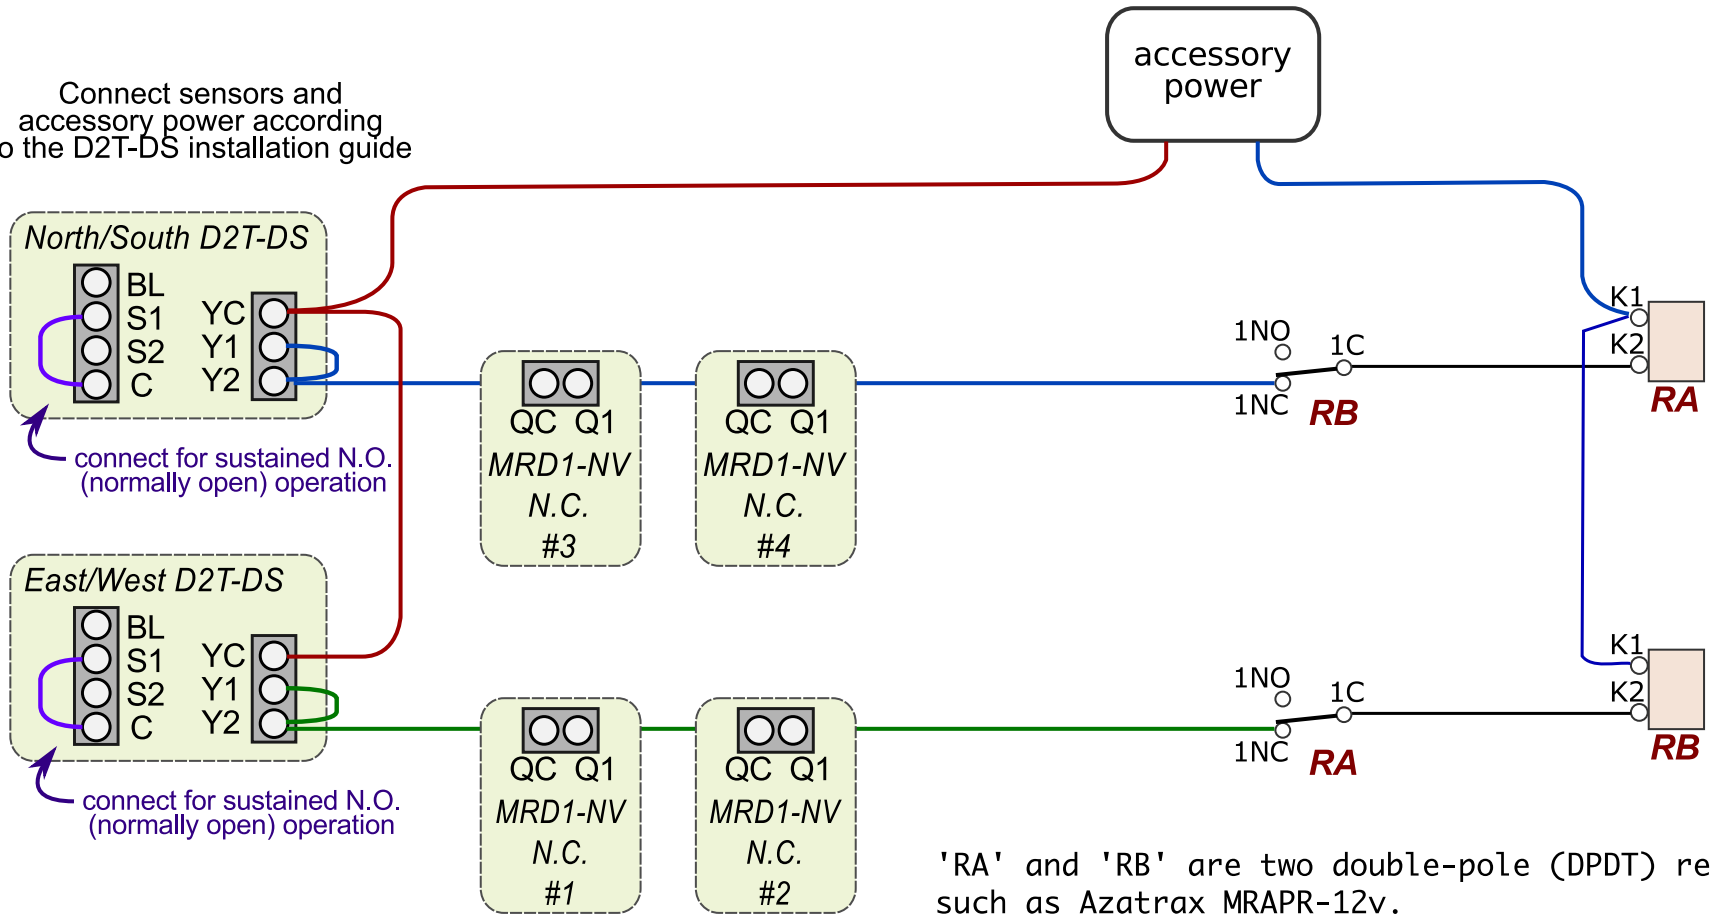 accessory
power
Connect sensors and
accessory power according
o the D2T-DS installation guide
North/South D2T-DS
BL
S1
S2
C
YC
Y1
Y2
connect for sustained N.O.
(normally open) operation
QC Q1
MRD1-NV
N.C.
#3
QC Q1
MRD1-NV
N.C.
#4
1NO
1C
1NC
RB
K1
K2
RA
East/West D2T-DS
BL
S1
S2
C
YC
Y1
Y2
connect for sustained N.O.
(normally open) operation
QC Q1
MRD1-NV
N.C.
#1
QC Q1
MRD1-NV
N.C.
#2
1NO
1C
1NC
RA
K1
K2
RB
'RA' and 'RB' are two double-pole (DPDT) re
such as Azatrax MRAPR-12v.